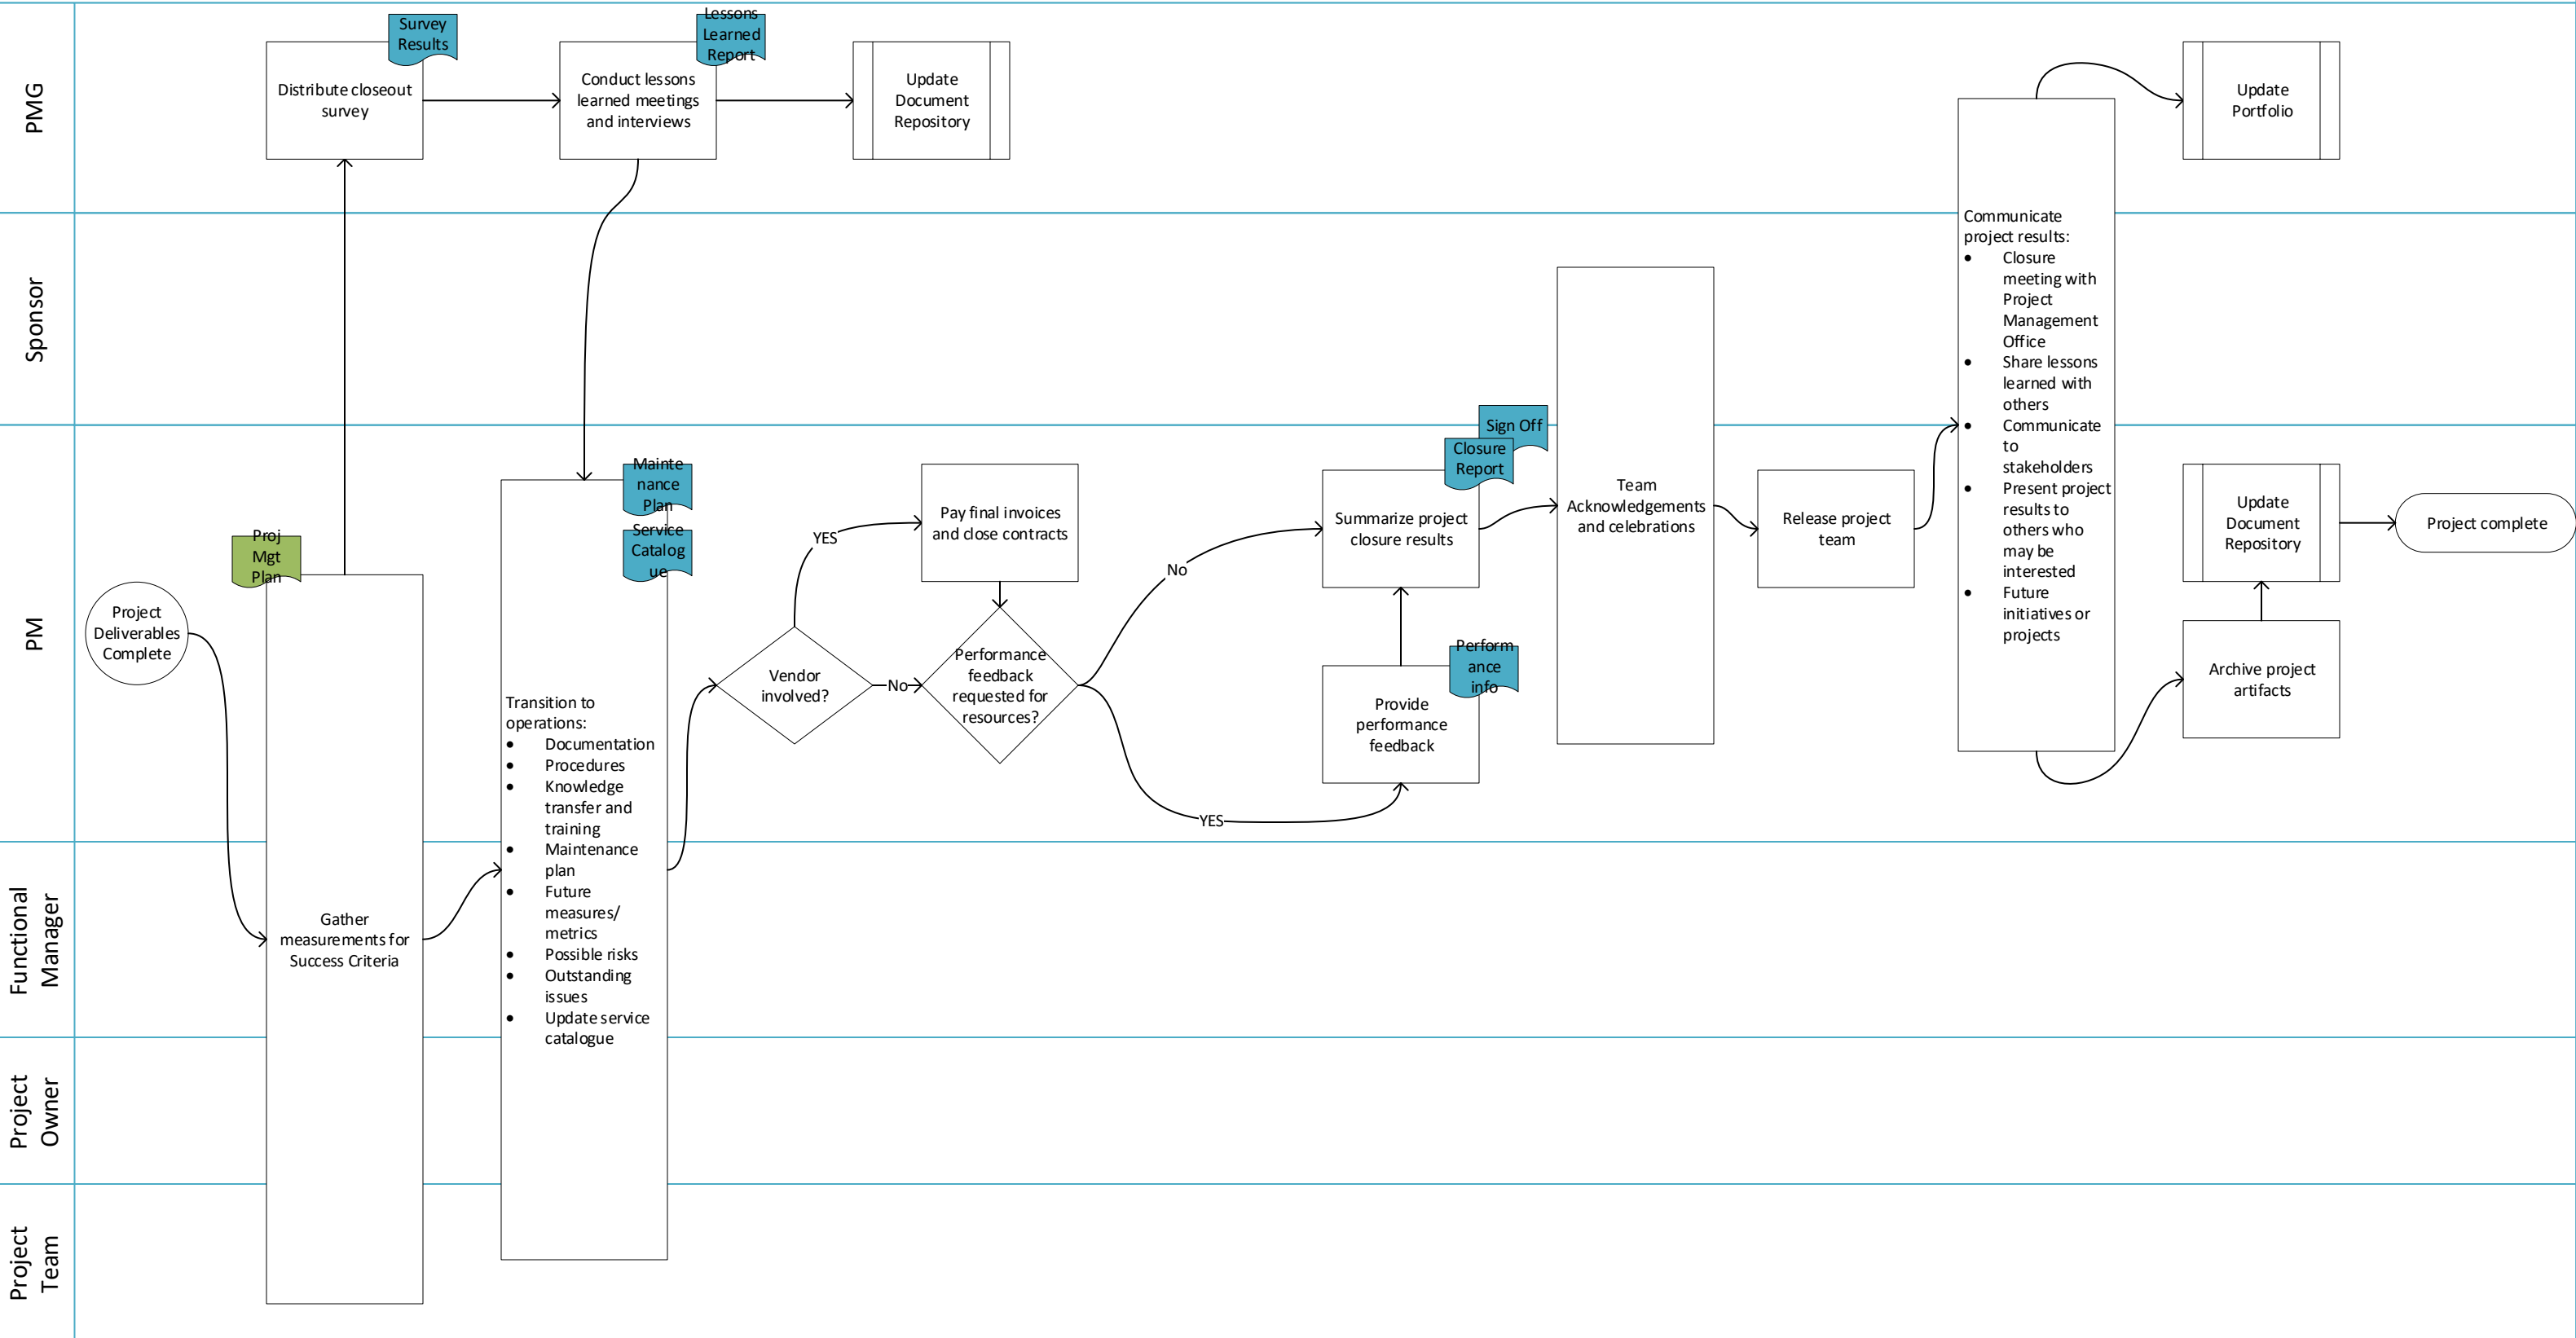 PMG
Survey
Results
Distribute closeout
survey
Lessons
Learned
Report
Conduct lessons
learned meetings
and interviews
Update
Document
Repository
Update
Portfolio
Sponsor
Communicate
project results:
● Closure
meeting with
Project
Management
Office
● Share lessons
learned with
others
● Communicate
to
stakeholders
● Present project
results to
others who
may be
interested
● Future
initiatives or
projects
PM
Project
Deliverables
Complete
Proj
Mgt
Plan
Gather
measurements for
Success Criteria
Mainte
nance
Plan
Service
Catalog
ue
Transition to
operations:
● Documentation
● Procedures
● Knowledge
transfer and
training
● Maintenance
plan
● Future
measures/
metrics
● Possible risks
● Outstanding
issues
● Update service
catalogue
Vendor
involved?
YES
No
Pay final invoices
and close contracts
Performance
feedback
requested for
resources?
No
YES
Sign Off
Closure
Report
Summarize project
closure results
Perform
ance
info
Provide
performance
feedback
Team
Acknowledgements
and celebrations
Release project
team
Update
Document
Repository
Project complete
Archive project
artifacts
Functional
Manager
Project
Owner
Project
Team